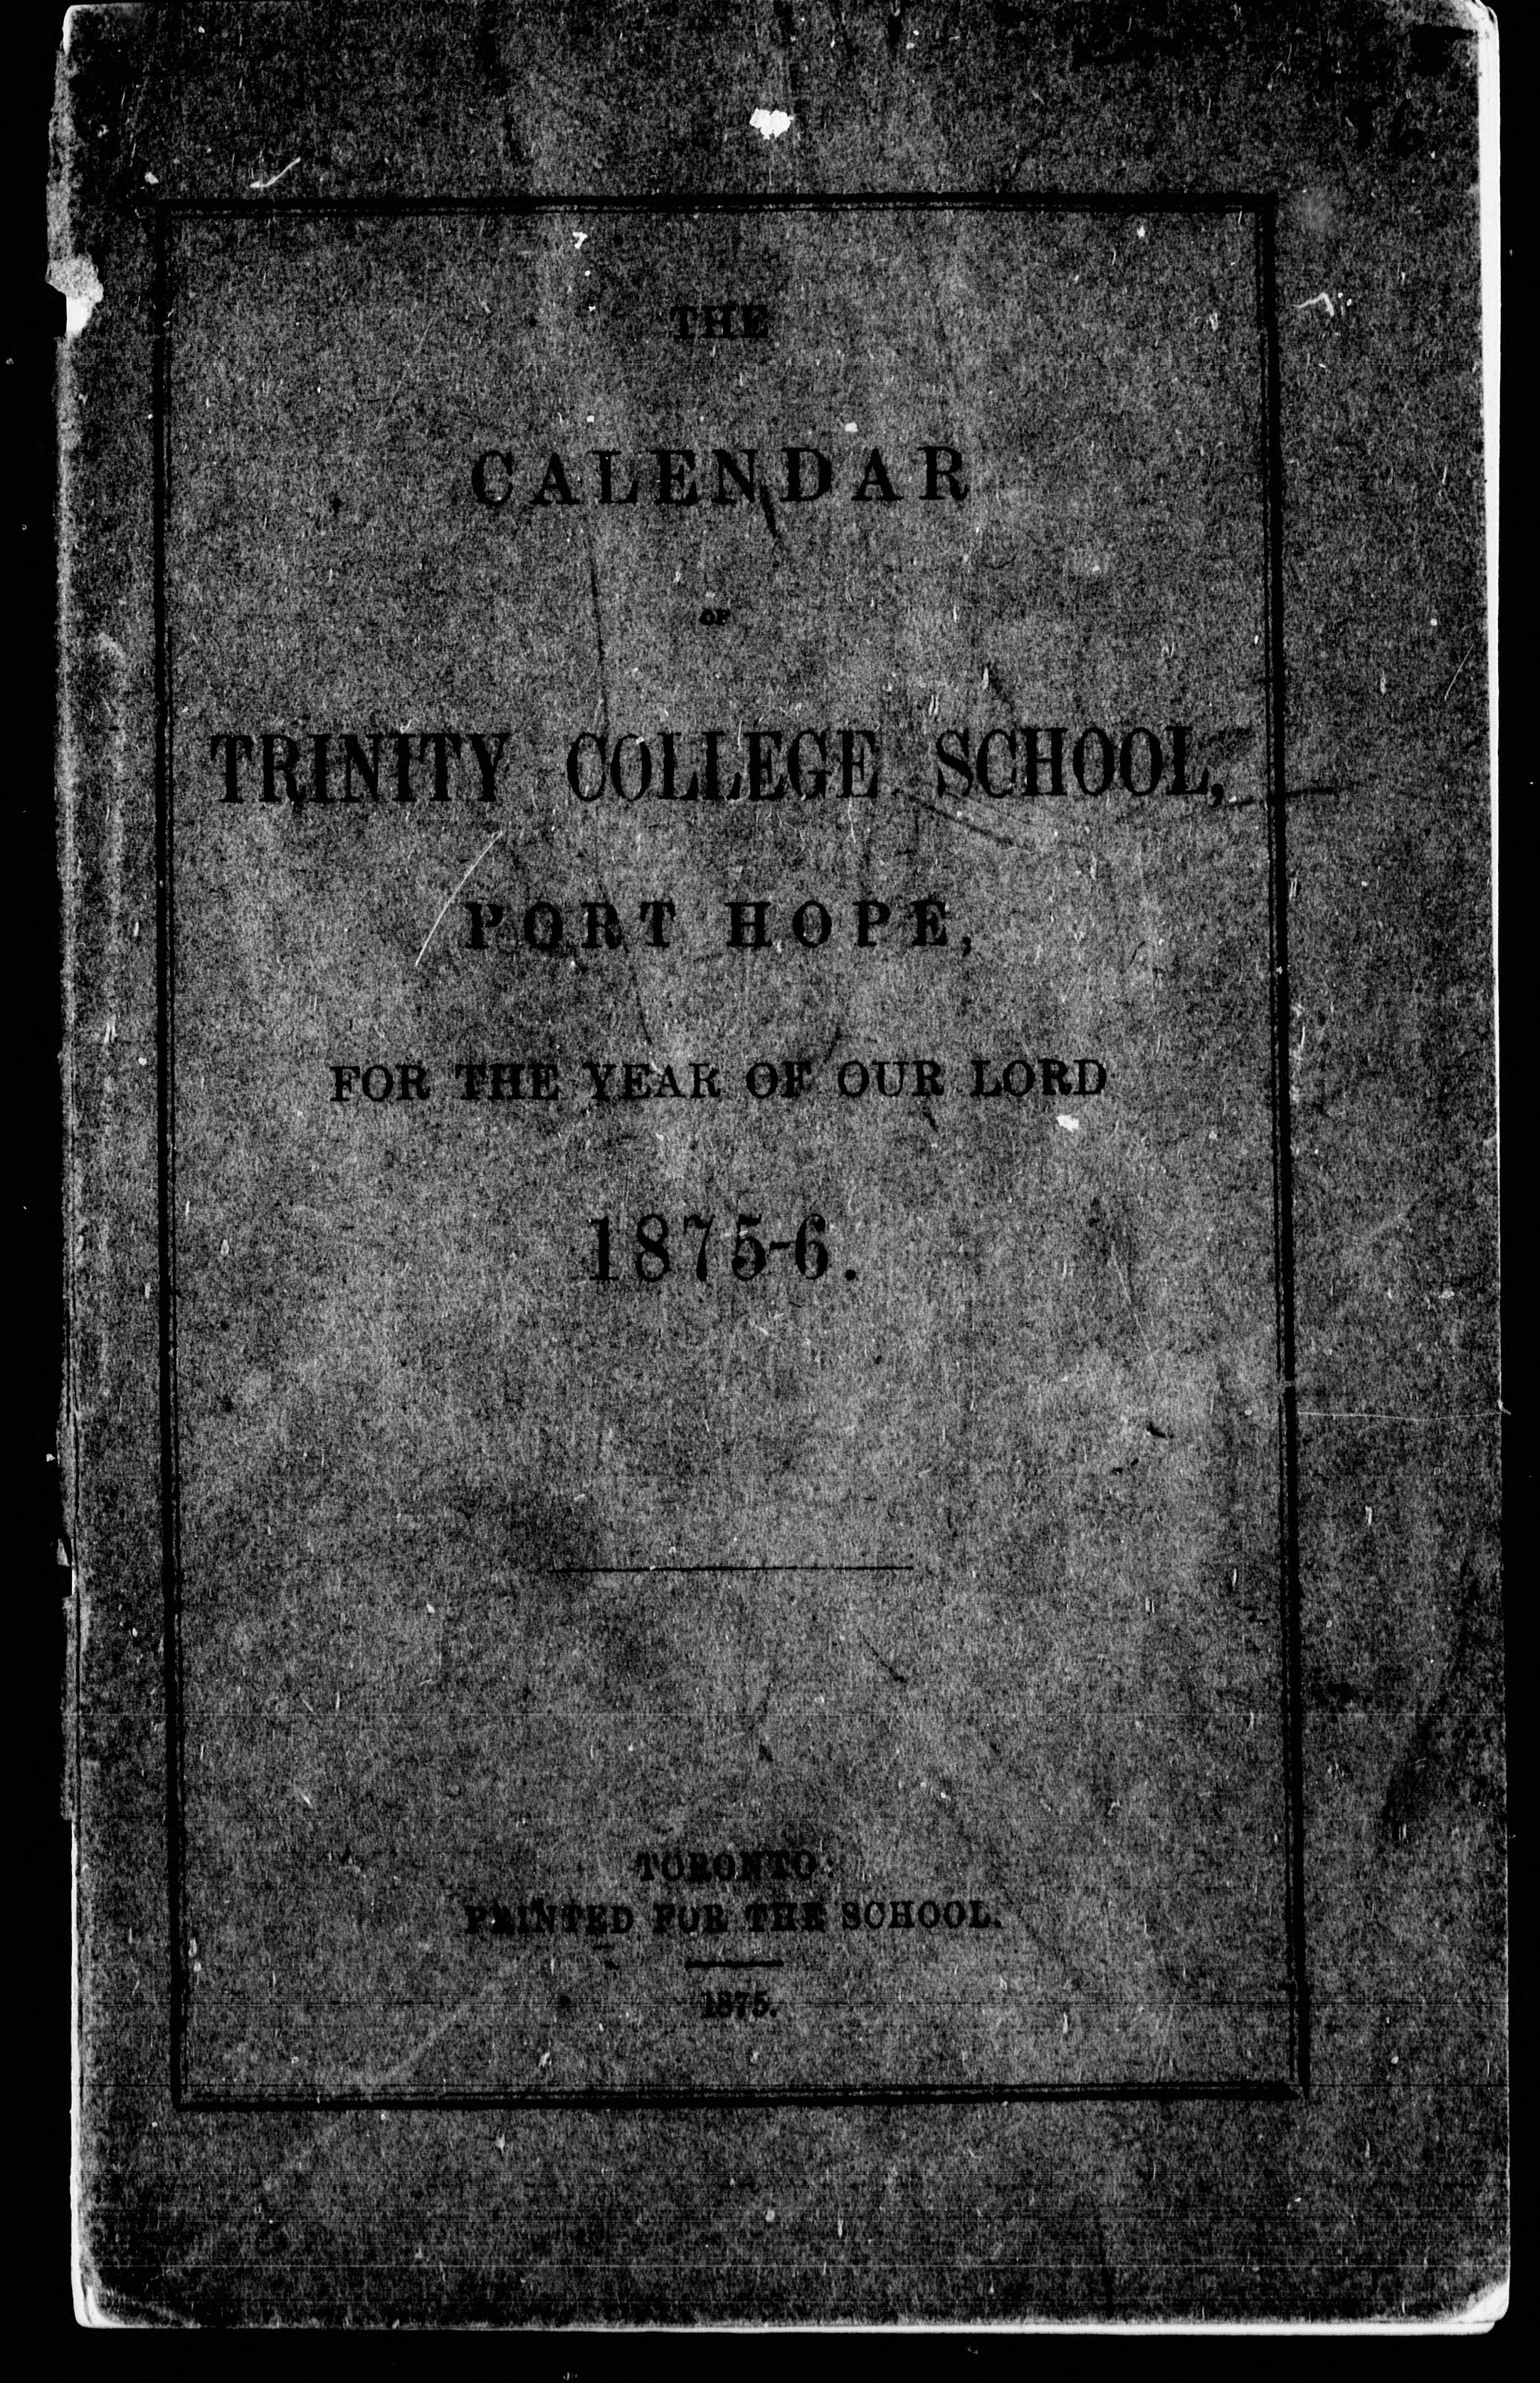 THE
CALENDAR
OF
TRINITY COLLEGE SCHOOL,
PORT HOPE,
FOR THE YEAR OF OUR LORD
1875-6.
TORONTO:
PRINTED FOR THE SCHOOL.
1875.